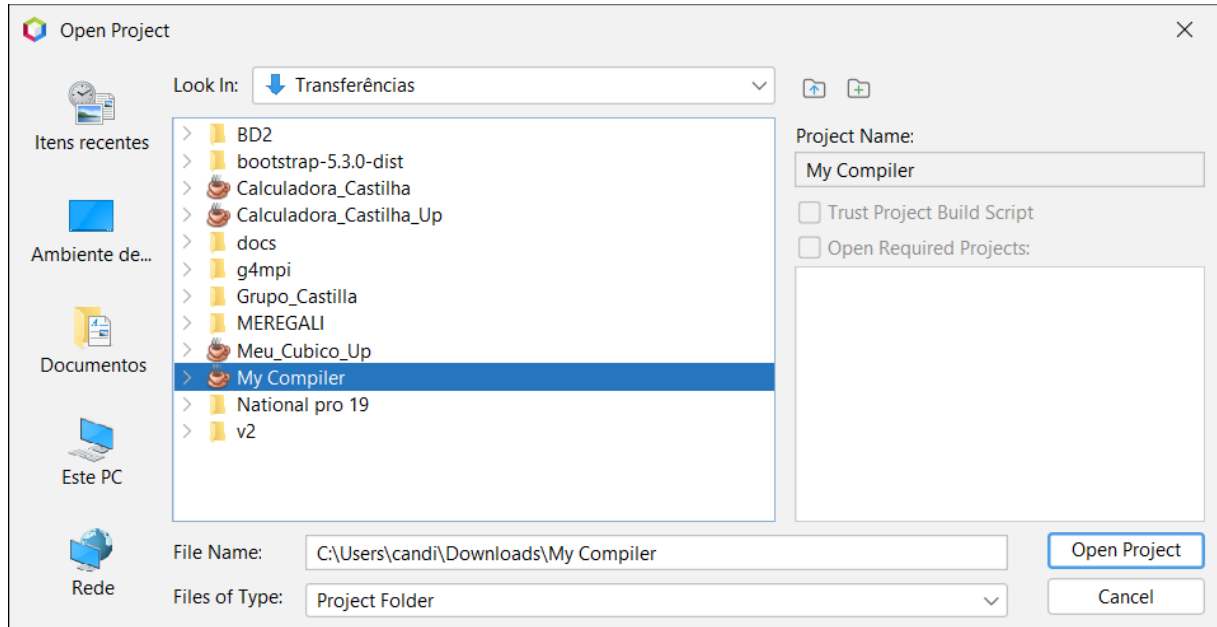 Open Project
Look In:
Transferências
Itens recentes
Ambiente de...
Documentos
Este PC
Rede
BD2
bootstrap-5.3.0-dist
Calculadora_Castilha
Calculadora_Castilha_Up
docs
g4mpi
Grupo_Castilla
MEREGALI
Meu_Cubico_Up
My Compiler
National pro 19
v2
Project Name:
My Compiler
Trust Project Build Script
Open Required Projects:
File Name:
C:\Users\candi\Downloads\My Compiler
Open Project
Files of Type:
Project Folder
Cancel